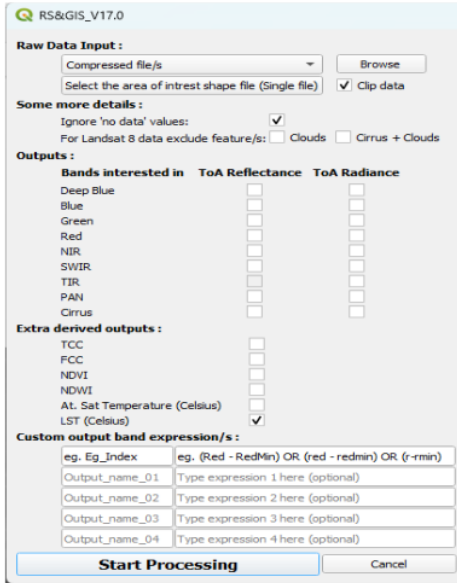 RS&GIS_V17.0
Raw Data Input :
Compressed file/s Browse
Select the area of intrest shape file (Single file) Clip data
Some more details :
Ignore 'no data' values:
For Landsat 8 data exclude feature/s: Clouds Cirrus + Clouds
Outputs :
Bands interested in ToA Reflectance ToA Radiance
Deep Blue
Blue
Green
Red
NIR
SWIR
TIR
PAN
Cirrus
Extra derived outputs :
TCC
FCC
NDVI
NDWI
At. Sat Temperature (Celsius)
LST (Celsius)
Custom output band expression/s :
eg. Eg_Index eg. (Red - RedMin) OR (red - redmin) OR (r-rmin)
Output_name_01 Type expression 1 here (optional)
Output_name_02 Type expression 2 here (optional)
Output_name_03 Type expression 3 here (optional)
Output_name_04 Type expression 4 here (optional)
Start Processing Cancel